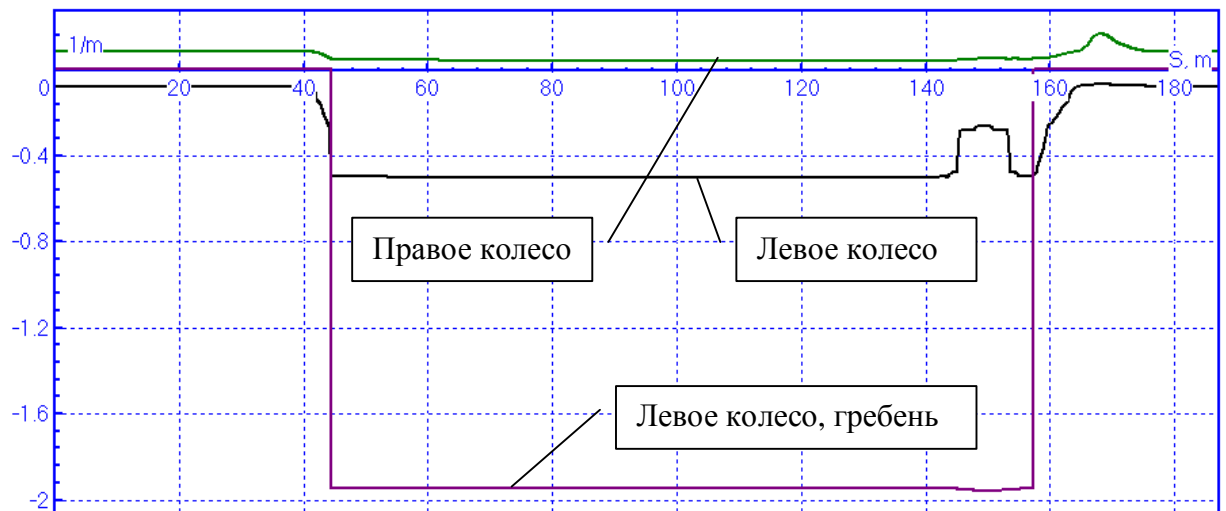 1/m
S, m
0 20 40 60 80 100 120 140 160 180
-0.4
-0.8
Правое колесо
Левое колесо
-1.2
-1.6
Левое колесо, гребень
-2